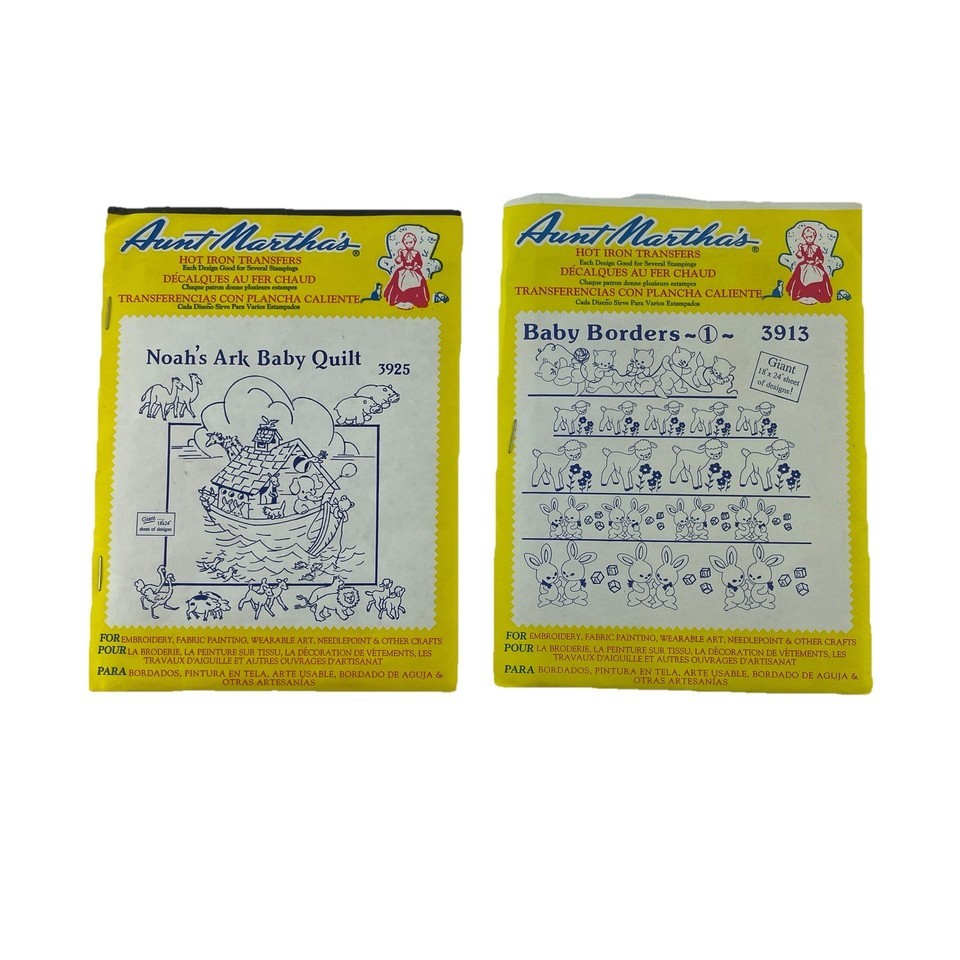 Aunt Martha's®
HOT IRON TRANSFERS
Each Design Good for Several Stampings
DÉCALQUES AU FER CHAUD
Chaque patron donne plusieurs estampes
TRANSFERENCIAS CON PLANCHA CALIENTE
Cada Diseño Sirve Para Varios Estampados
Noah's Ark Baby Quilt
3925
Giant
18"x24"
sheet of designs
FOR EMBROIDERY, FABRIC PAINTING, WEARABLE ART, NEEDLEPOINT & OTHER CRAFTS
POUR LA BRODERIE, LA PEINTURE SUR TISSU, LA DÉCORATION DE VÊTEMENTS, LES
TRAVAUX D'AIGUILLE ET AUTRES OUVRAGES D'ARTISANAT
PARA BORDADOS, PINTURA EN TELA, ARTE USABLE, BORDADO DE AGUJA &
OTRAS ARTESANÍAS
Aunt Martha's®
HOT IRON TRANSFERS
Each Design Good for Several Stampings
DÉCALQUES AU FER CHAUD
Chaque patron donne plusieurs estampes
TRANSFERENCIAS CON PLANCHA CALIENTE
Cada Diseño Sirve Para Varios Estampados
Baby Borders ~①~ 3913
Giant
18"x 24" sheet
of designs!
FOR EMBROIDERY, FABRIC PAINTING, WEARABLE ART, NEEDLEPOINT & OTHER CRAFTS
POUR LA BRODERIE, LA PEINTURE SUR TISSU, LA DÉCORATION DE VÊTEMENTS, LES
TRAVAUX D'AIGUILLE ET AUTRES OUVRAGES D'ARTISANAT
PARA BORDADOS, PINTURA EN TELA, ARTE USABLE, BORDADO DE AGUJA &
OTRAS ARTESANÍAS